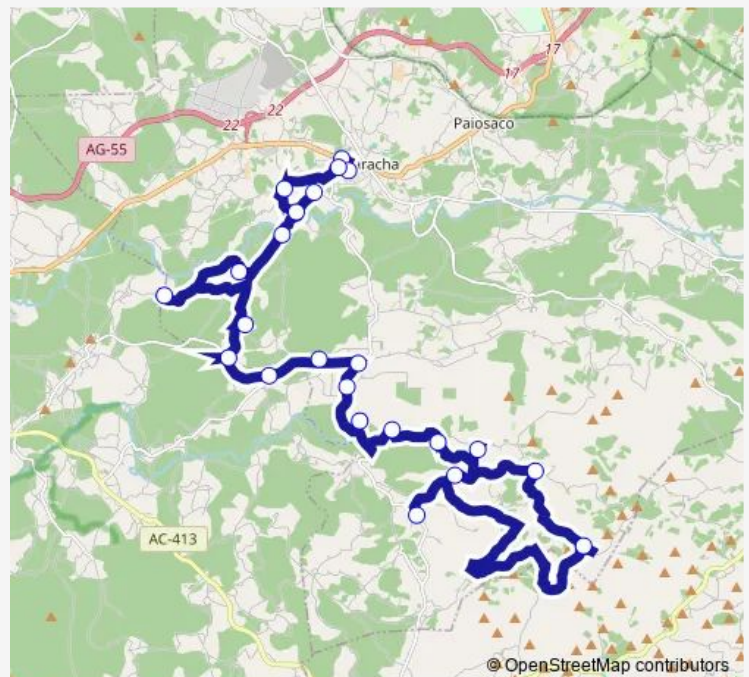 17
17
22
22
Paiosaco
AG-55
racha
AC-413
© OpenStreetMap contributors